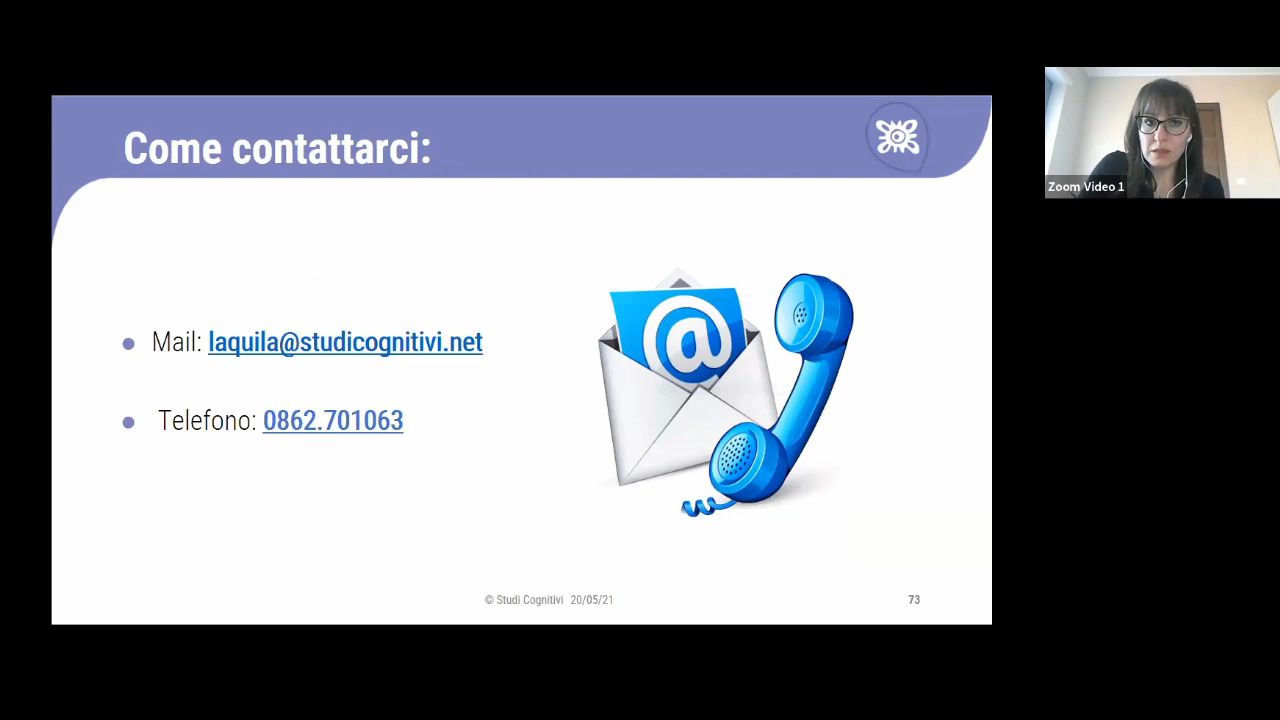 Come contattarci:
Zoom Video 1
Mail: laquila@studicognitivi.net
@
Telefono: 0862.701063
© Studi Cognitivi 20/05/21
73